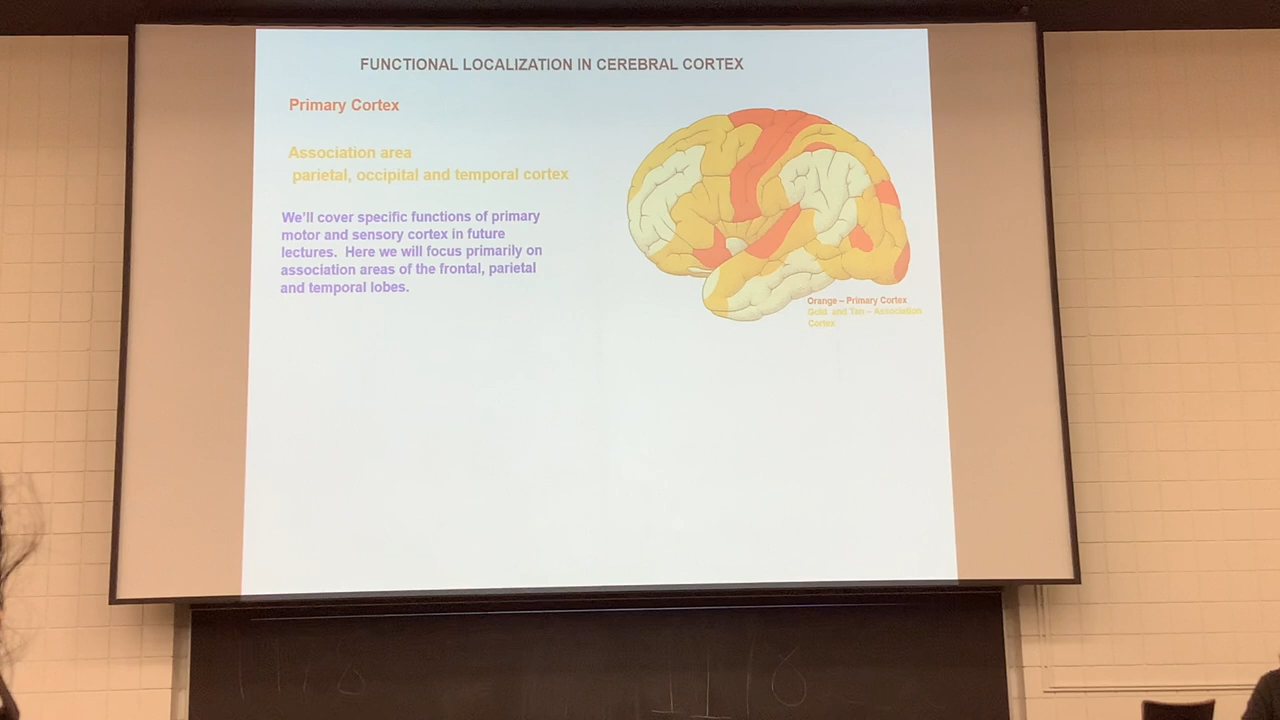 FUNCTIONAL LOCALIZATION IN CEREBRAL CORTEX
Primary Cortex
Association area
parietal, occipital and temporal cortex
We'll cover specific functions of primary
motor and sensory cortex in future
lectures. Here we will focus primarily on
association areas of the frontal, parietal
and temporal lobes.
Orange – Primary Cortex
Gold and Tan – Association
Cortex